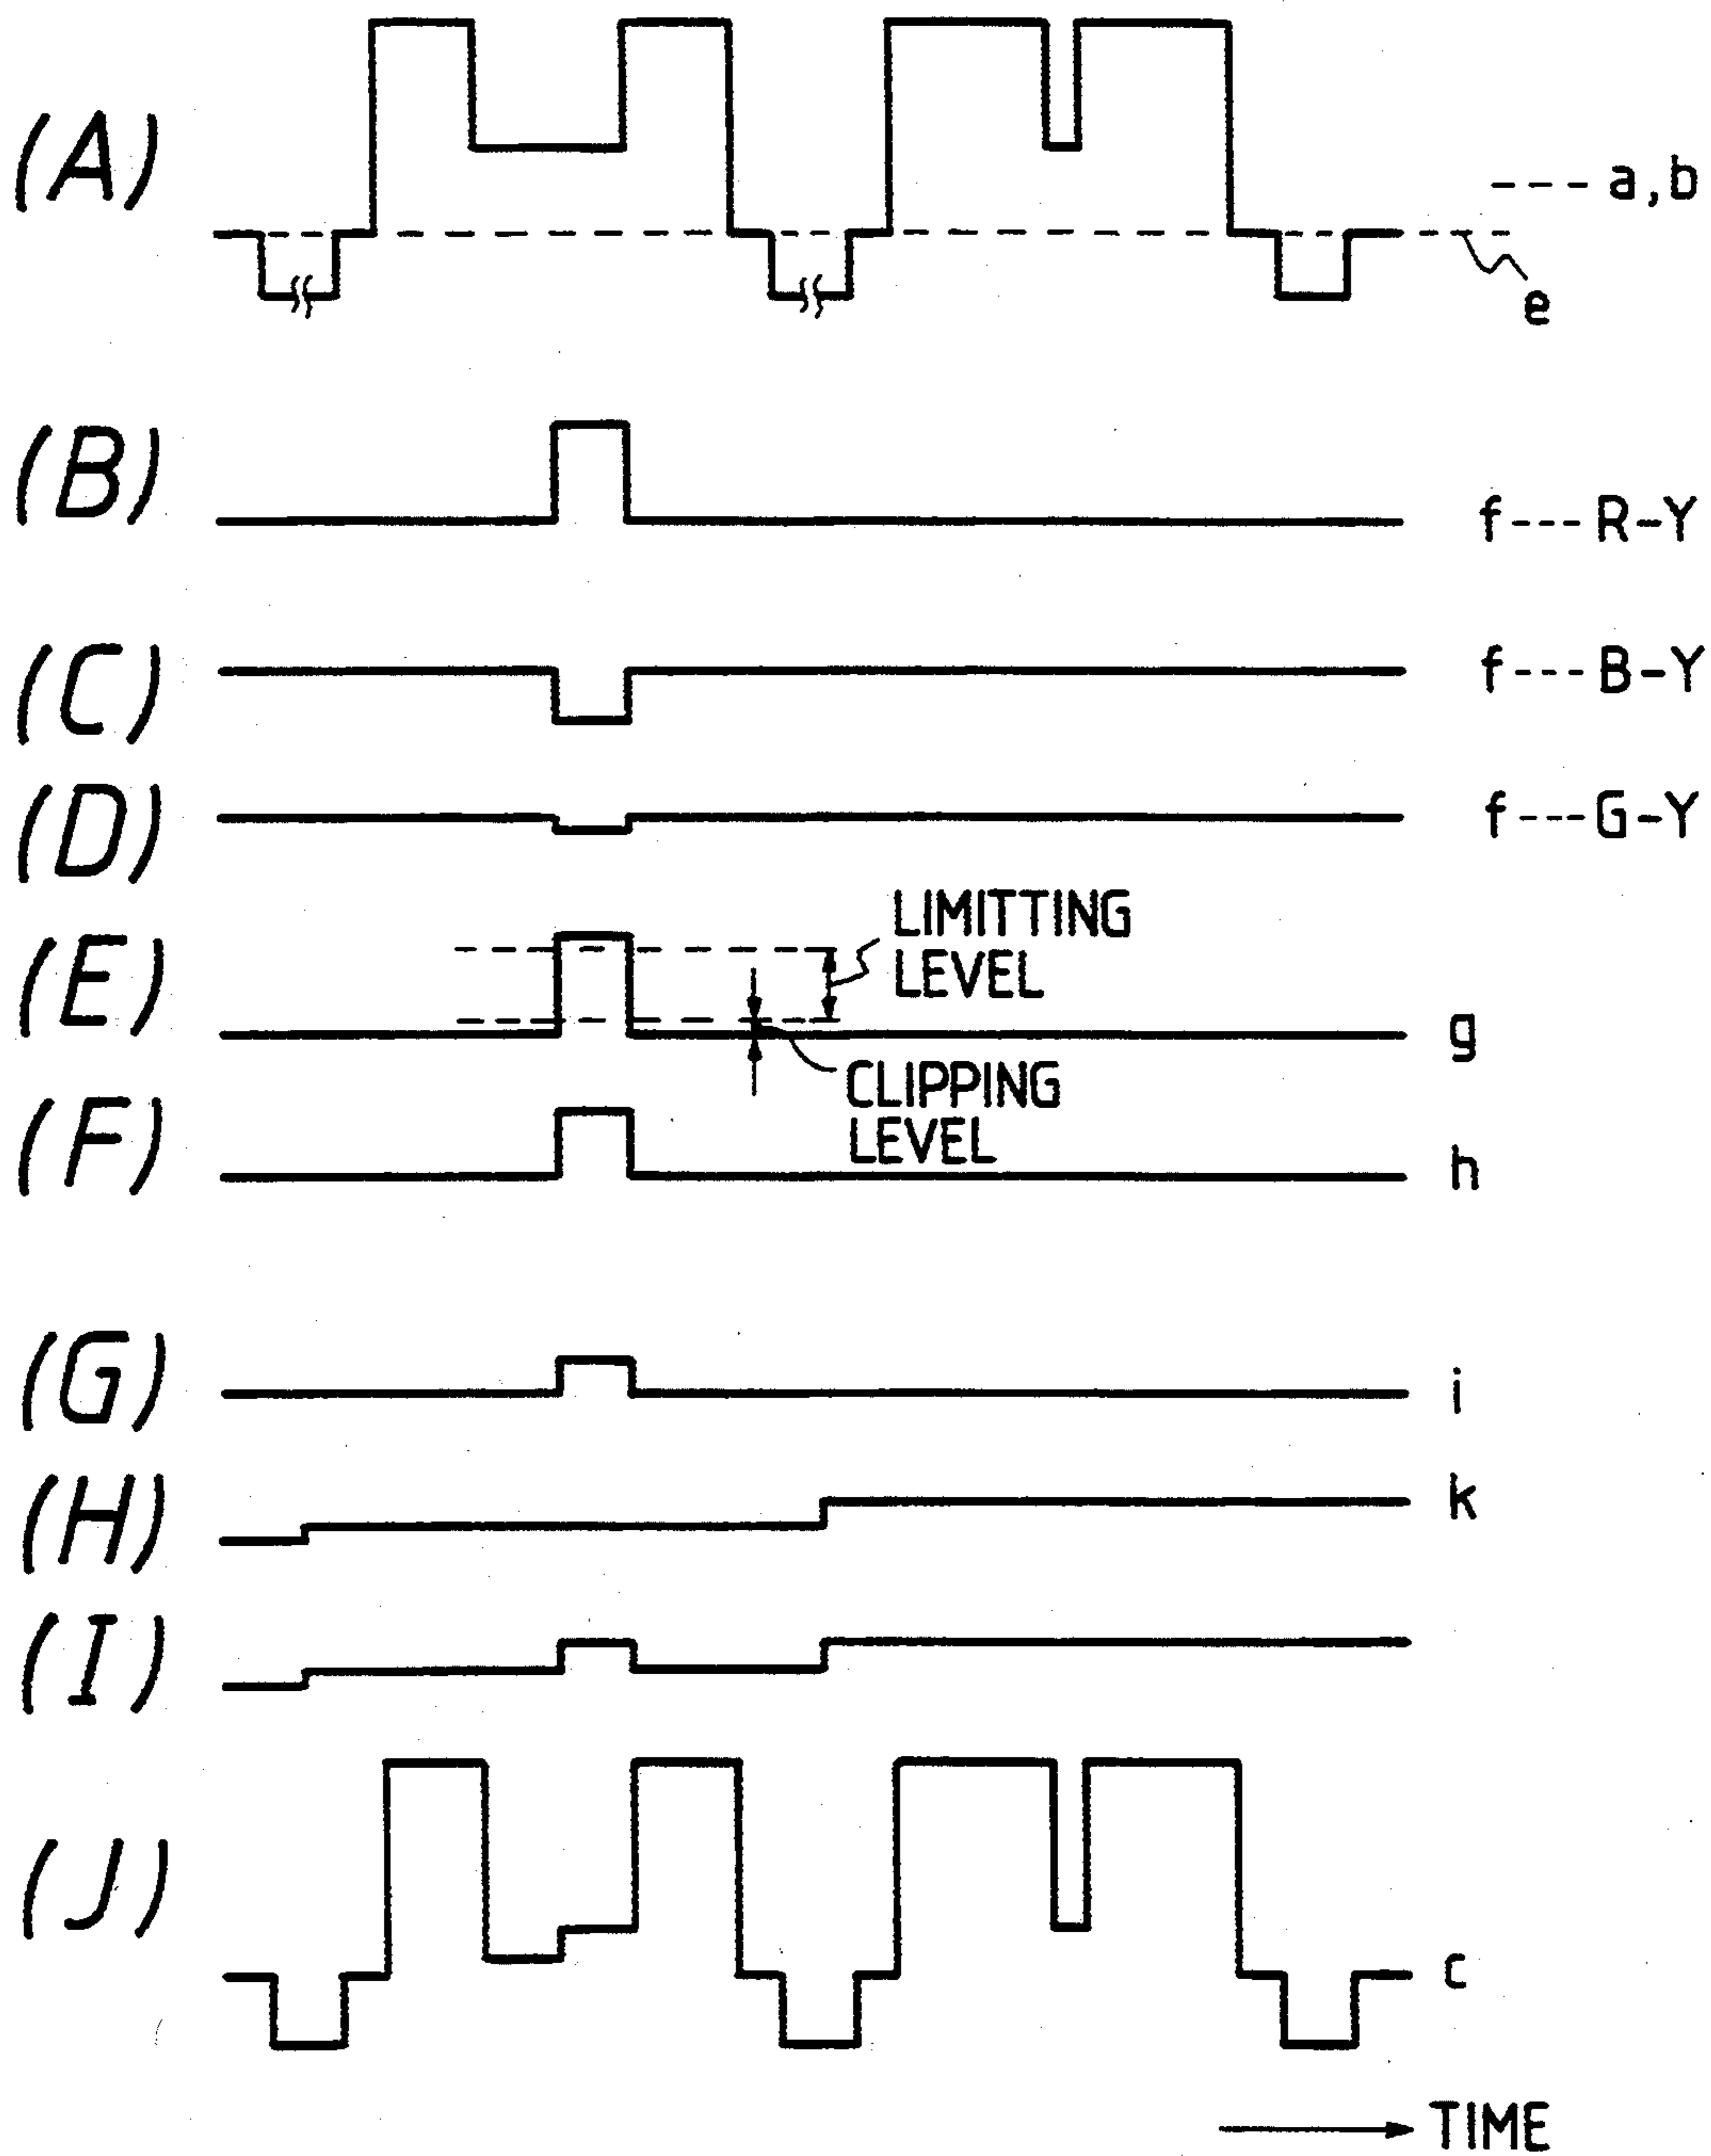 (A)
--- a,b
e
(B)
f---R-Y
(C)
f---B-Y
(D)
f---G-Y
LIMITTING
LEVEL
(E)
g
CLIPPING
LEVEL
(F)
h
(G)
i
(H)
k
(I)
(J)
c
TIME